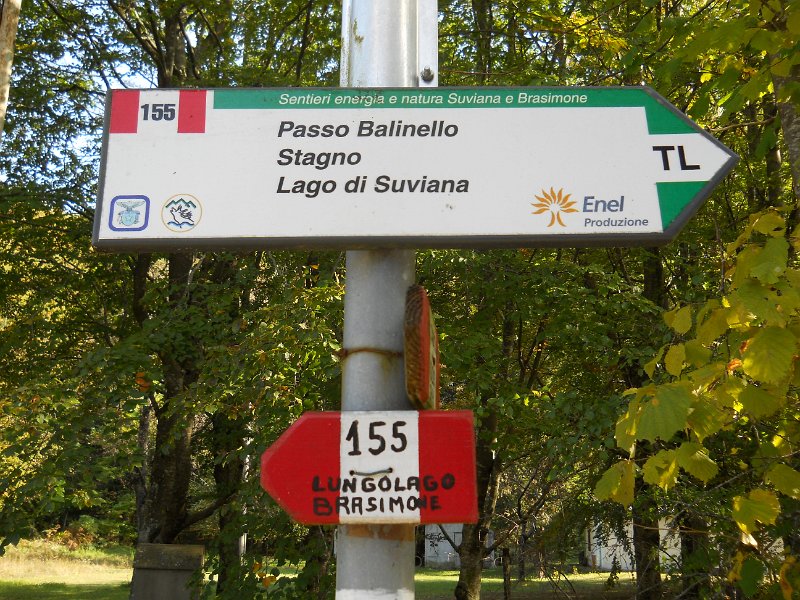 Sentieri energia e natura Suviana e Brasimone
155
Passo Balinello
Stagno
Lago di Suviana
TL
Enel
Produzione
155
LUNGOLAGO
BRASIMONE